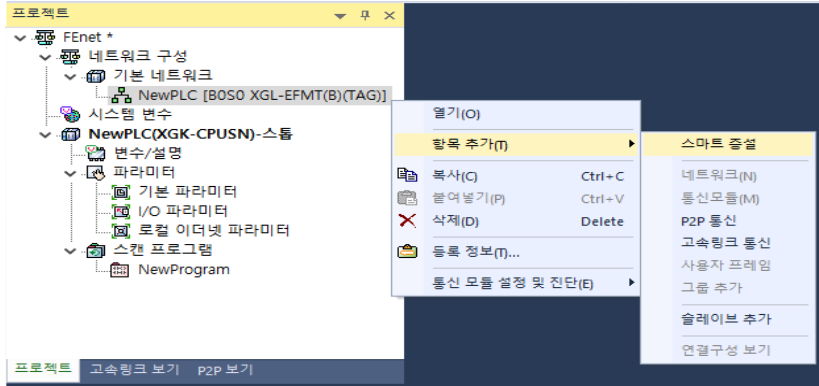 프로젝트
FEnet *
네트워크 구성
기본 네트워크
NewPLC [B0S0 XGL-EFMT(B)(TAG)]
시스템 변수
NewPLC(XGK-CPUSN)-스톱
변수/설명
파라미터
기본 파라미터
I/O 파라미터
로컬 이더넷 파라미터
스캔 프로그램
NewProgram
프로젝트 고속링크 보기 P2P 보기
열기(O)
항목 추가(T)
복사(C) Ctrl+C
붙여넣기(P) Ctrl+V
삭제(D) Delete
등록 정보(T)...
통신 모듈 설정 및 진단(E)
스마트 증설
네트워크(N)
통신모듈(M)
P2P 통신
고속링크 통신
사용자 프레임
그룹 추가
슬레이브 추가
연결구성 보기